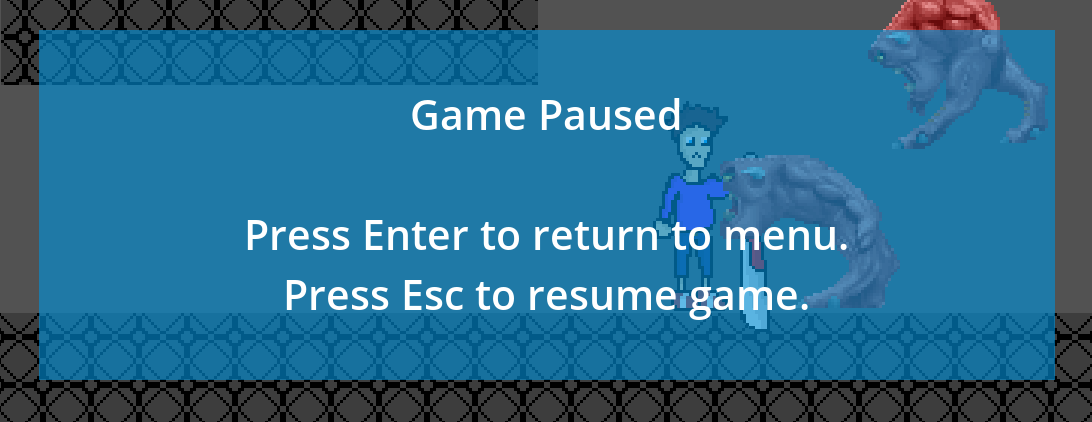 Game Paused
Press Enter to return to menu.
Press Esc to resume game.